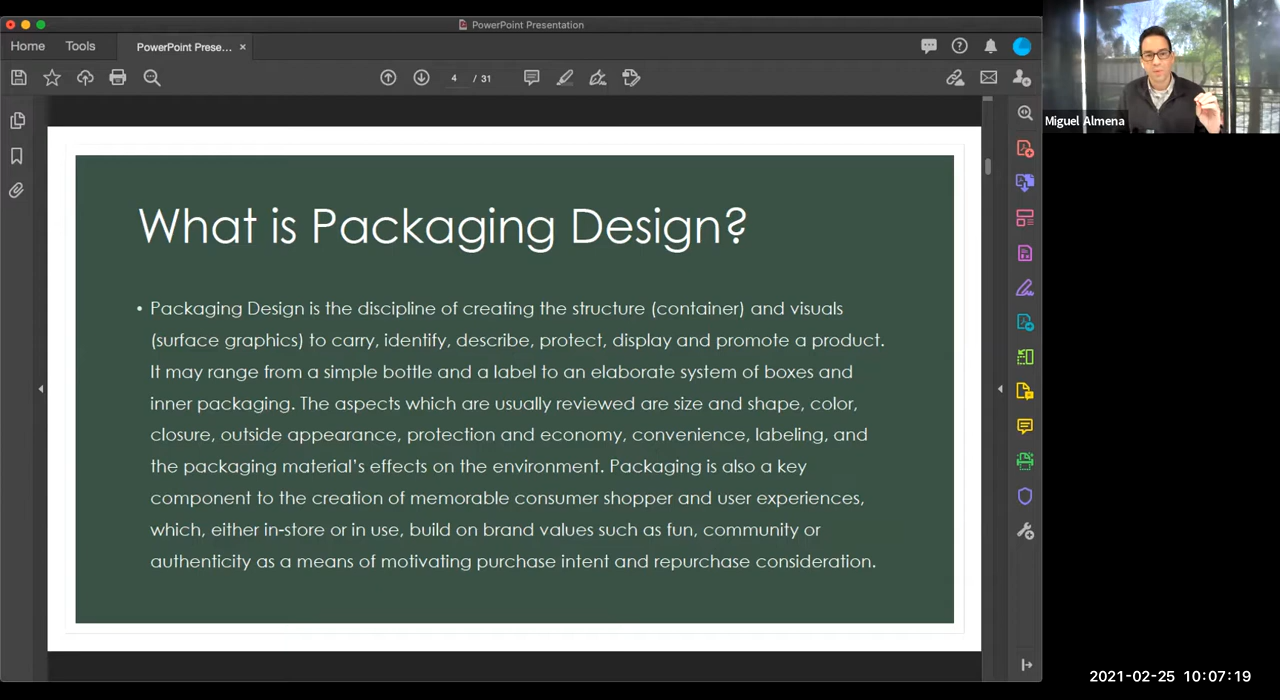 PowerPoint Presentation
Home
Tools
PowerPoint Prese...
4 / 31
Miguel Almena
What is Packaging Design?
• Packaging Design is the discipline of creating the structure (container) and visuals
(surface graphics) to carry, identify, describe, protect, display and promote a product.
It may range from a simple bottle and a label to an elaborate system of boxes and
inner packaging. The aspects which are usually reviewed are size and shape, color,
closure, outside appearance, protection and economy, convenience, labeling, and
the packaging material’s effects on the environment. Packaging is also a key
component to the creation of memorable consumer shopper and user experiences,
which, either in-store or in use, build on brand values such as fun, community or
authenticity as a means of motivating purchase intent and repurchase consideration.
2021-02-25 10:07:19